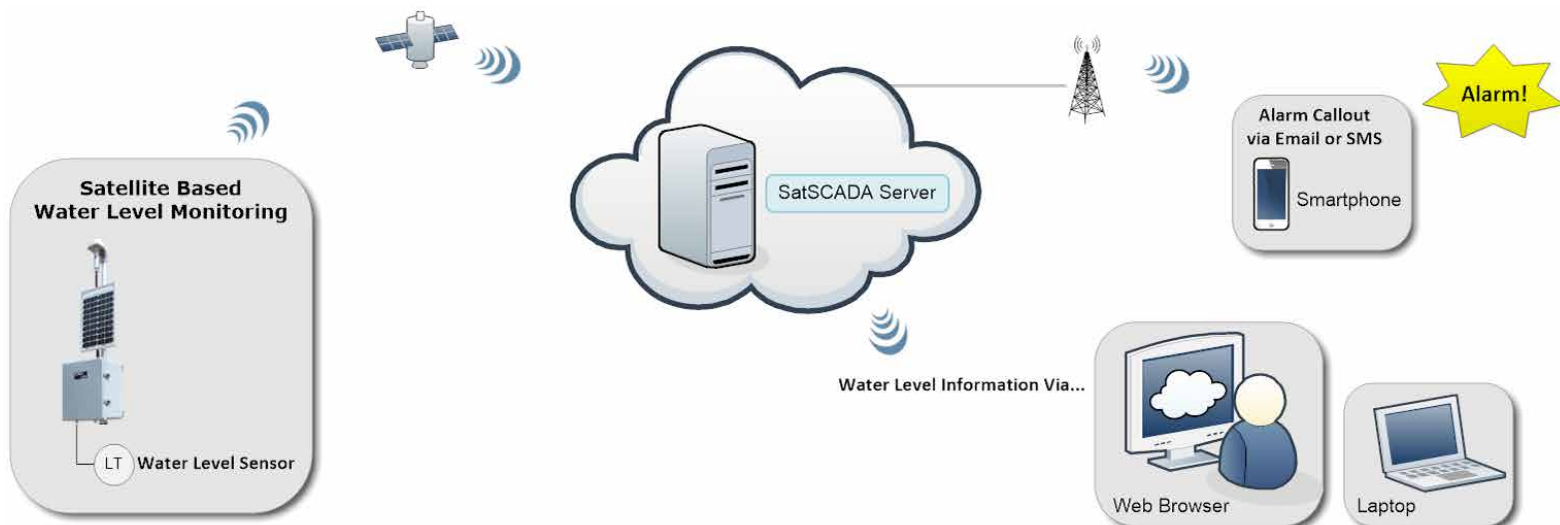 Satellite Based
Water Level Monitoring
LT
Water Level Sensor
SatSCADA Server
Alarm Callout
via Email or SMS
Smartphone
Alarm!
Water Level Information Via...
Web Browser
Laptop